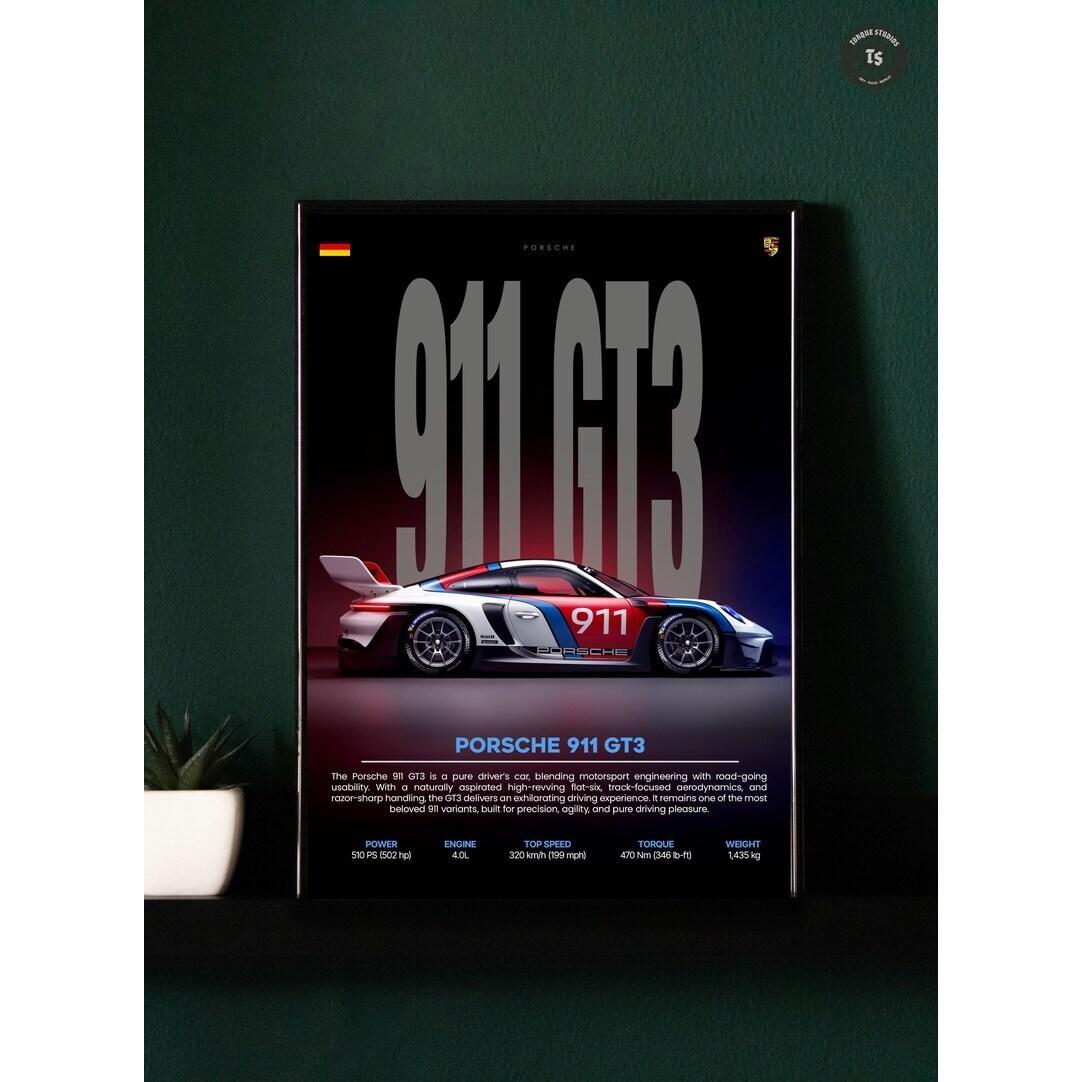 TORQUE STUDIOS
TS
PORSCHE
911 GT3
911
PORSCHE
PORSCHE 911 GT3
The Porsche 911 GT3 is a pure driver's car, blending motorsport engineering with road-going
usability. With a naturally aspirated high-revving flat-six, track-focused aerodynamics, and
razor-sharp handling, the GT3 delivers an exhilarating driving experience. It remains one of the most
beloved 911 variants, built for precision, agility, and pure driving pleasure.
POWER ENGINE TOP SPEED TORQUE WEIGHT
510 PS (502 hp) 4.0L 320 km/h (199 mph) 470 Nm (346 lb-ft) 1,435 kg